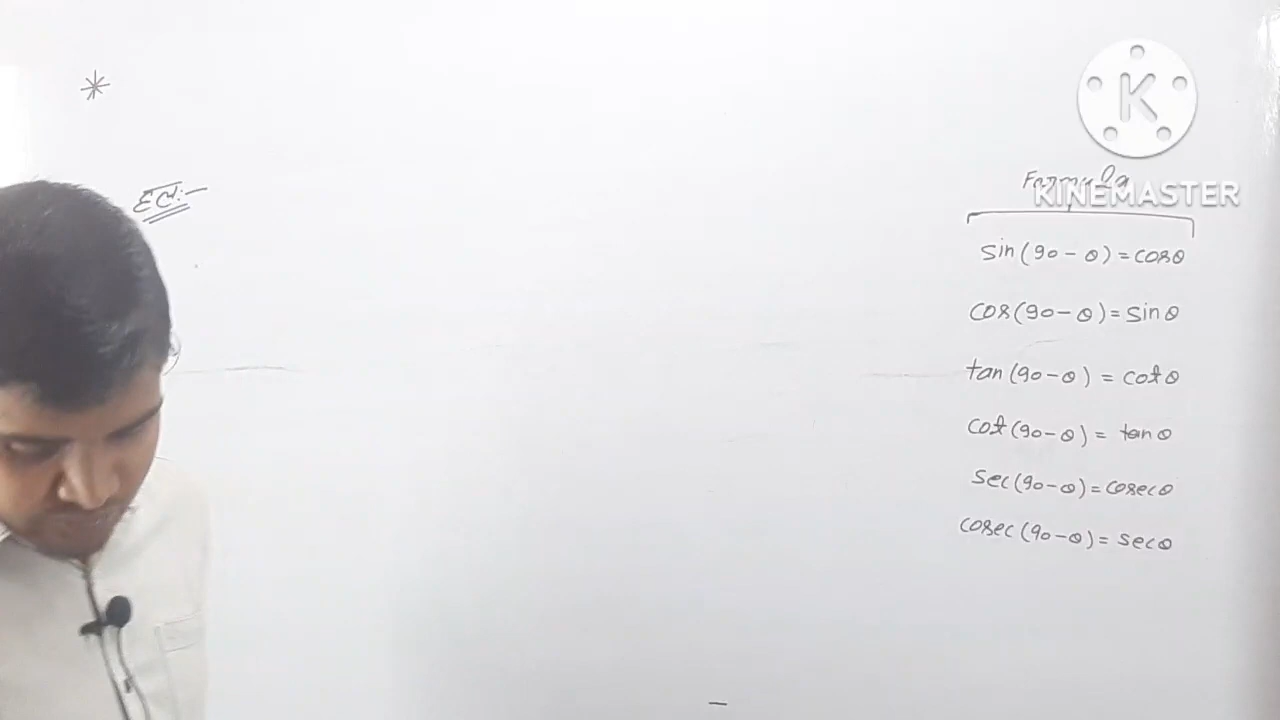 *
Formula
KINEMASTER
sin(90-θ)=cosθ
cos(90-θ)=sinθ
tan(90-θ)=cotθ
cot(90-θ)=tanθ
sec(90-θ)=cosecθ
cosec(90-θ)=secθ